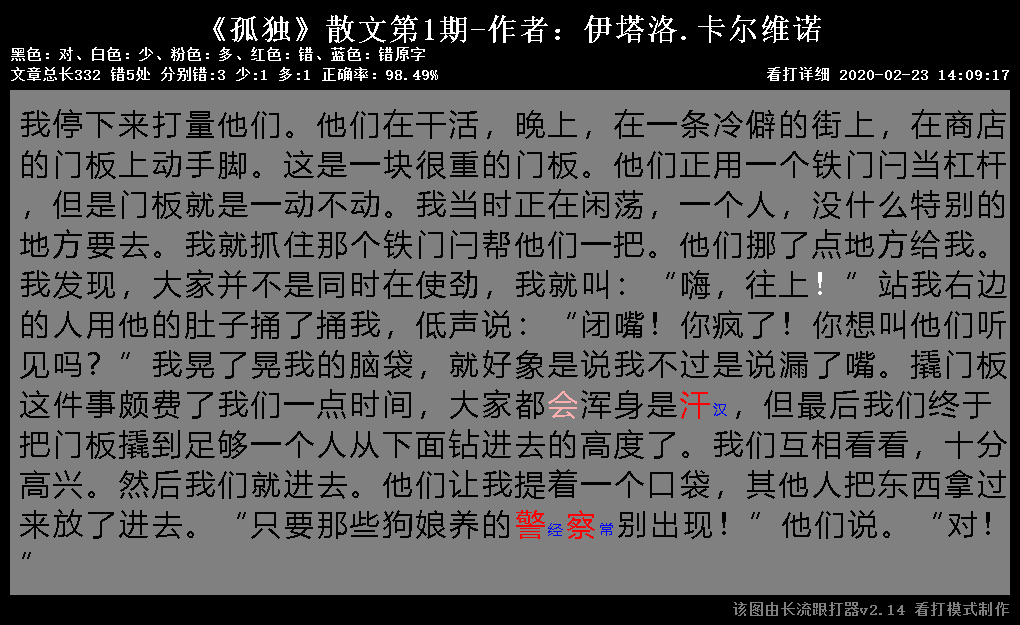 《孤独》散文第1期-作者：伊塔洛.卡尔维诺
黑色：对、白色：少、粉色：多、红色：错、蓝色：错原字
文章总长332 错5处 分别错:3 少:1 多:1 正确率：98.49%
看打详细 2020-02-23 14:09:17
我停下来打量他们。他们在干活，晚上，在一条冷僻的街上，在商店
的门板上动手脚。这是一块很重的门板。他们正用一个铁门闩当杠杆
，但是门板就是一动不动。我当时正在闲荡，一个人，没什么特别的
地方要去。我就抓住那个铁门闩帮他们一把。他们挪了点地方给我。
我发现，大家并不是同时在使劲，我就叫：“嗨，往上！”站我右边
的人用他的肚子捅了捅我，低声说：“闭嘴！你疯了！你想叫他们听
见吗？”我晃了晃我的脑袋，就好象是说我不过是说漏了嘴。撬门板
这件事颇费了我们一点时间，大家都会浑身是汗汉，但最后我们终于
把门板撬到足够一个人从下面钻进去的高度了。我们互相看看，十分
高兴。然后我们就进去。他们让我提着一个口袋，其他人把东西拿过
来放了进去。“只要那些狗娘养的警经察常别出现！”他们说。“对！
”
该图由长流跟打器v2.14 看打模式制作